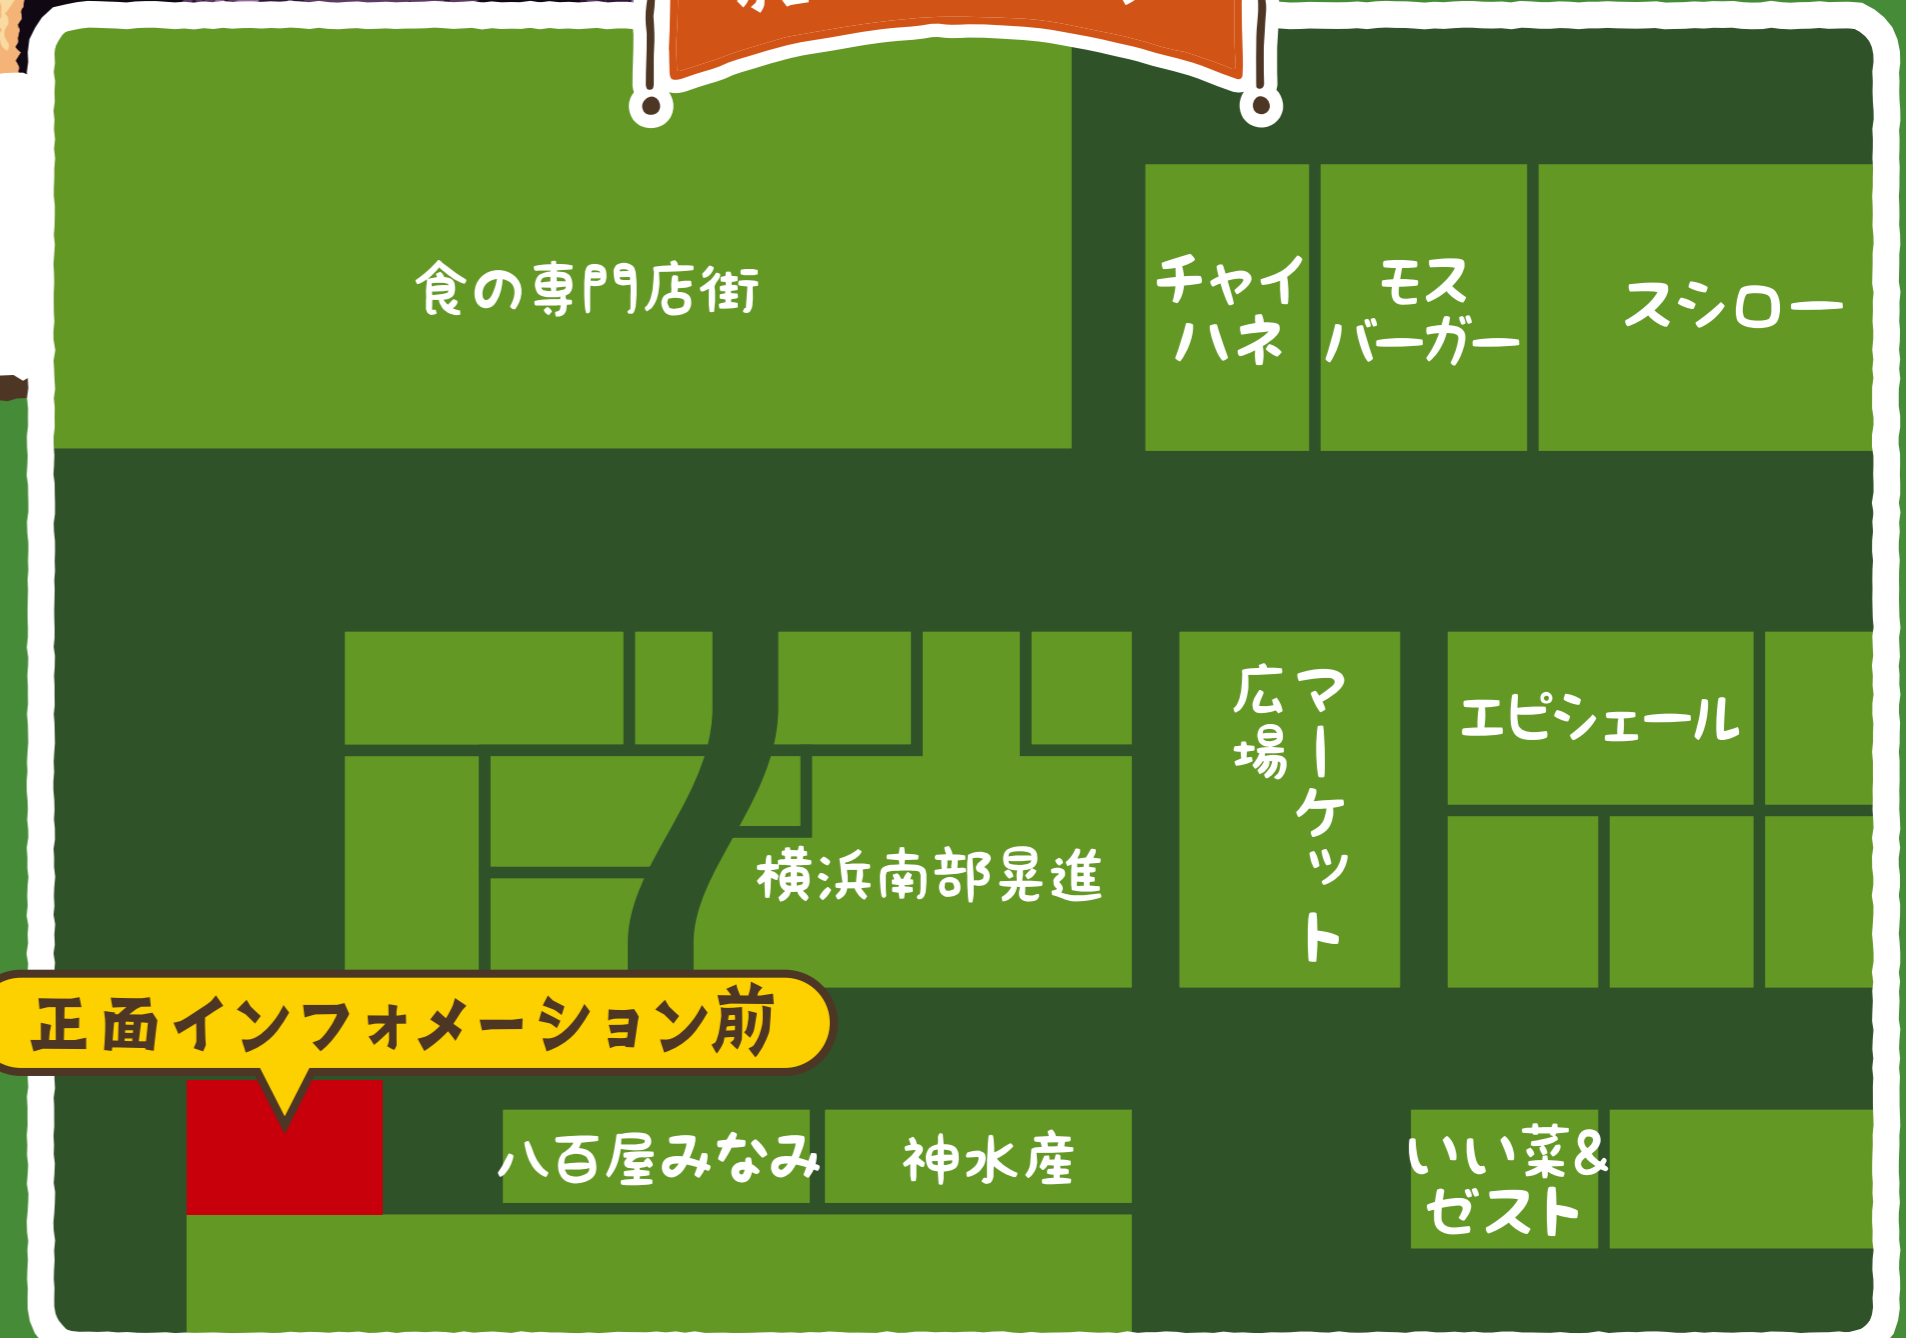 食の専門店街
チャイ
ハネ
モス
バーガー
スシロー
マーケット
広場
エピシェール
横浜南部晃進
正面インフォメーション前
八百屋みなみ
神水産
いい菜&
ゼスト